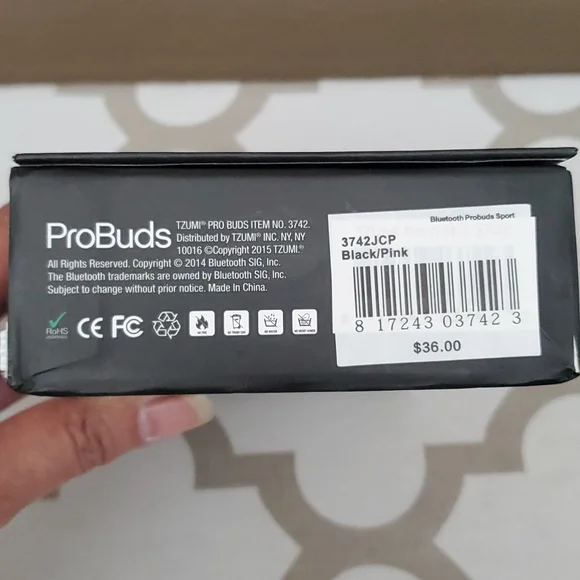 ProBuds
TZUMI® PRO BUDS ITEM NO. 3742.
Distributed by TZUMI® INC. NY, NY
10016 ©Copyright 2015 TZUMI.®
All Rights Reserved. Copyright © 2014 Bluetooth SIG, Inc.
The Bluetooth trademarks are owned by Bluetooth SIG, Inc.
Subject to change without prior notice. Made In China.
RoHS
CE FC
Bluetooth Probuds Sport
3742JCP
Black/Pink
8 17243 03742 3
$36.00